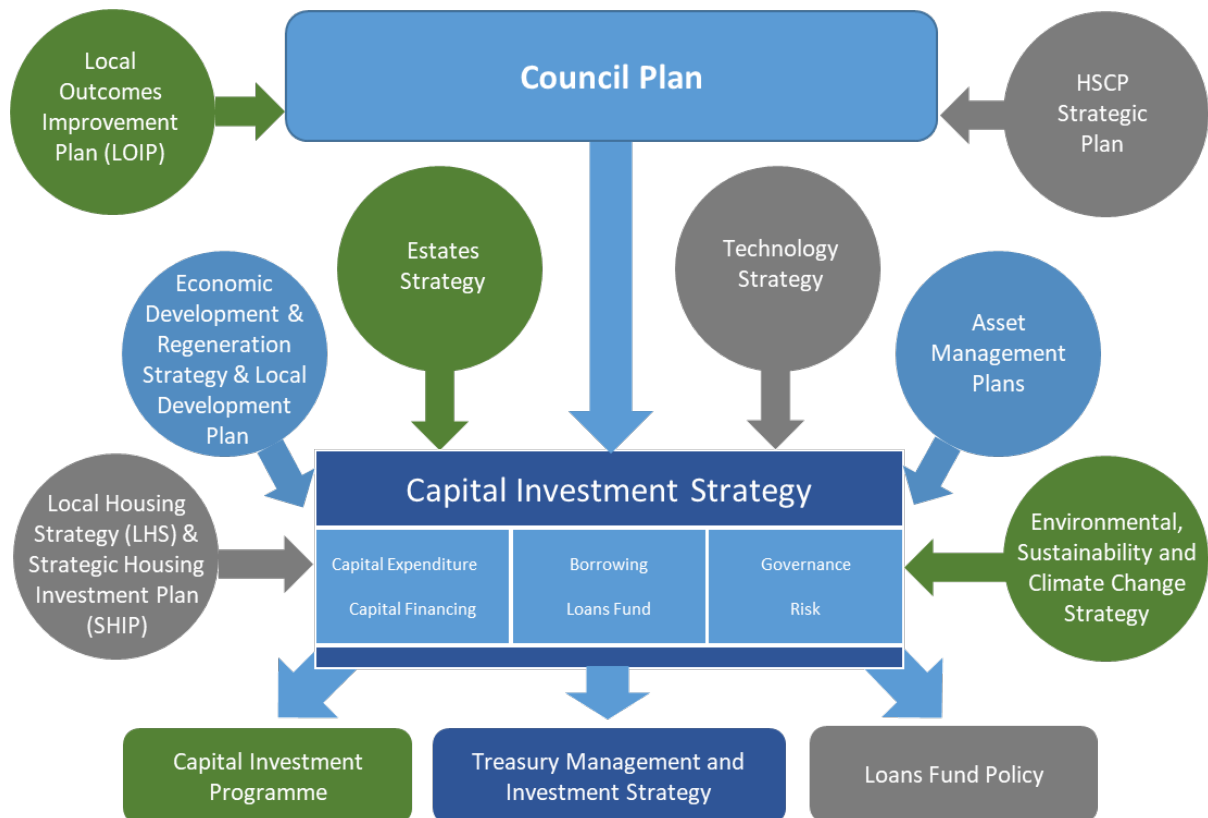 Local
Outcomes
Improvement
Plan (LOIP)
Council Plan
HSCP
Strategic
Plan
Estates
Strategy
Technology
Strategy
Economic
Development &
Regeneration
Strategy & Local
Development
Plan
Asset
Management
Plans
Local Housing
Strategy (LHS) &
Strategic Housing
Investment Plan
(SHIP)
Capital Investment Strategy
Capital Expenditure
Capital Financing
Borrowing
Loans Fund
Governance
Risk
Environmental,
Sustainability and
Climate Change
Strategy
Capital Investment
Programme
Treasury Management and
Investment Strategy
Loans Fund Policy